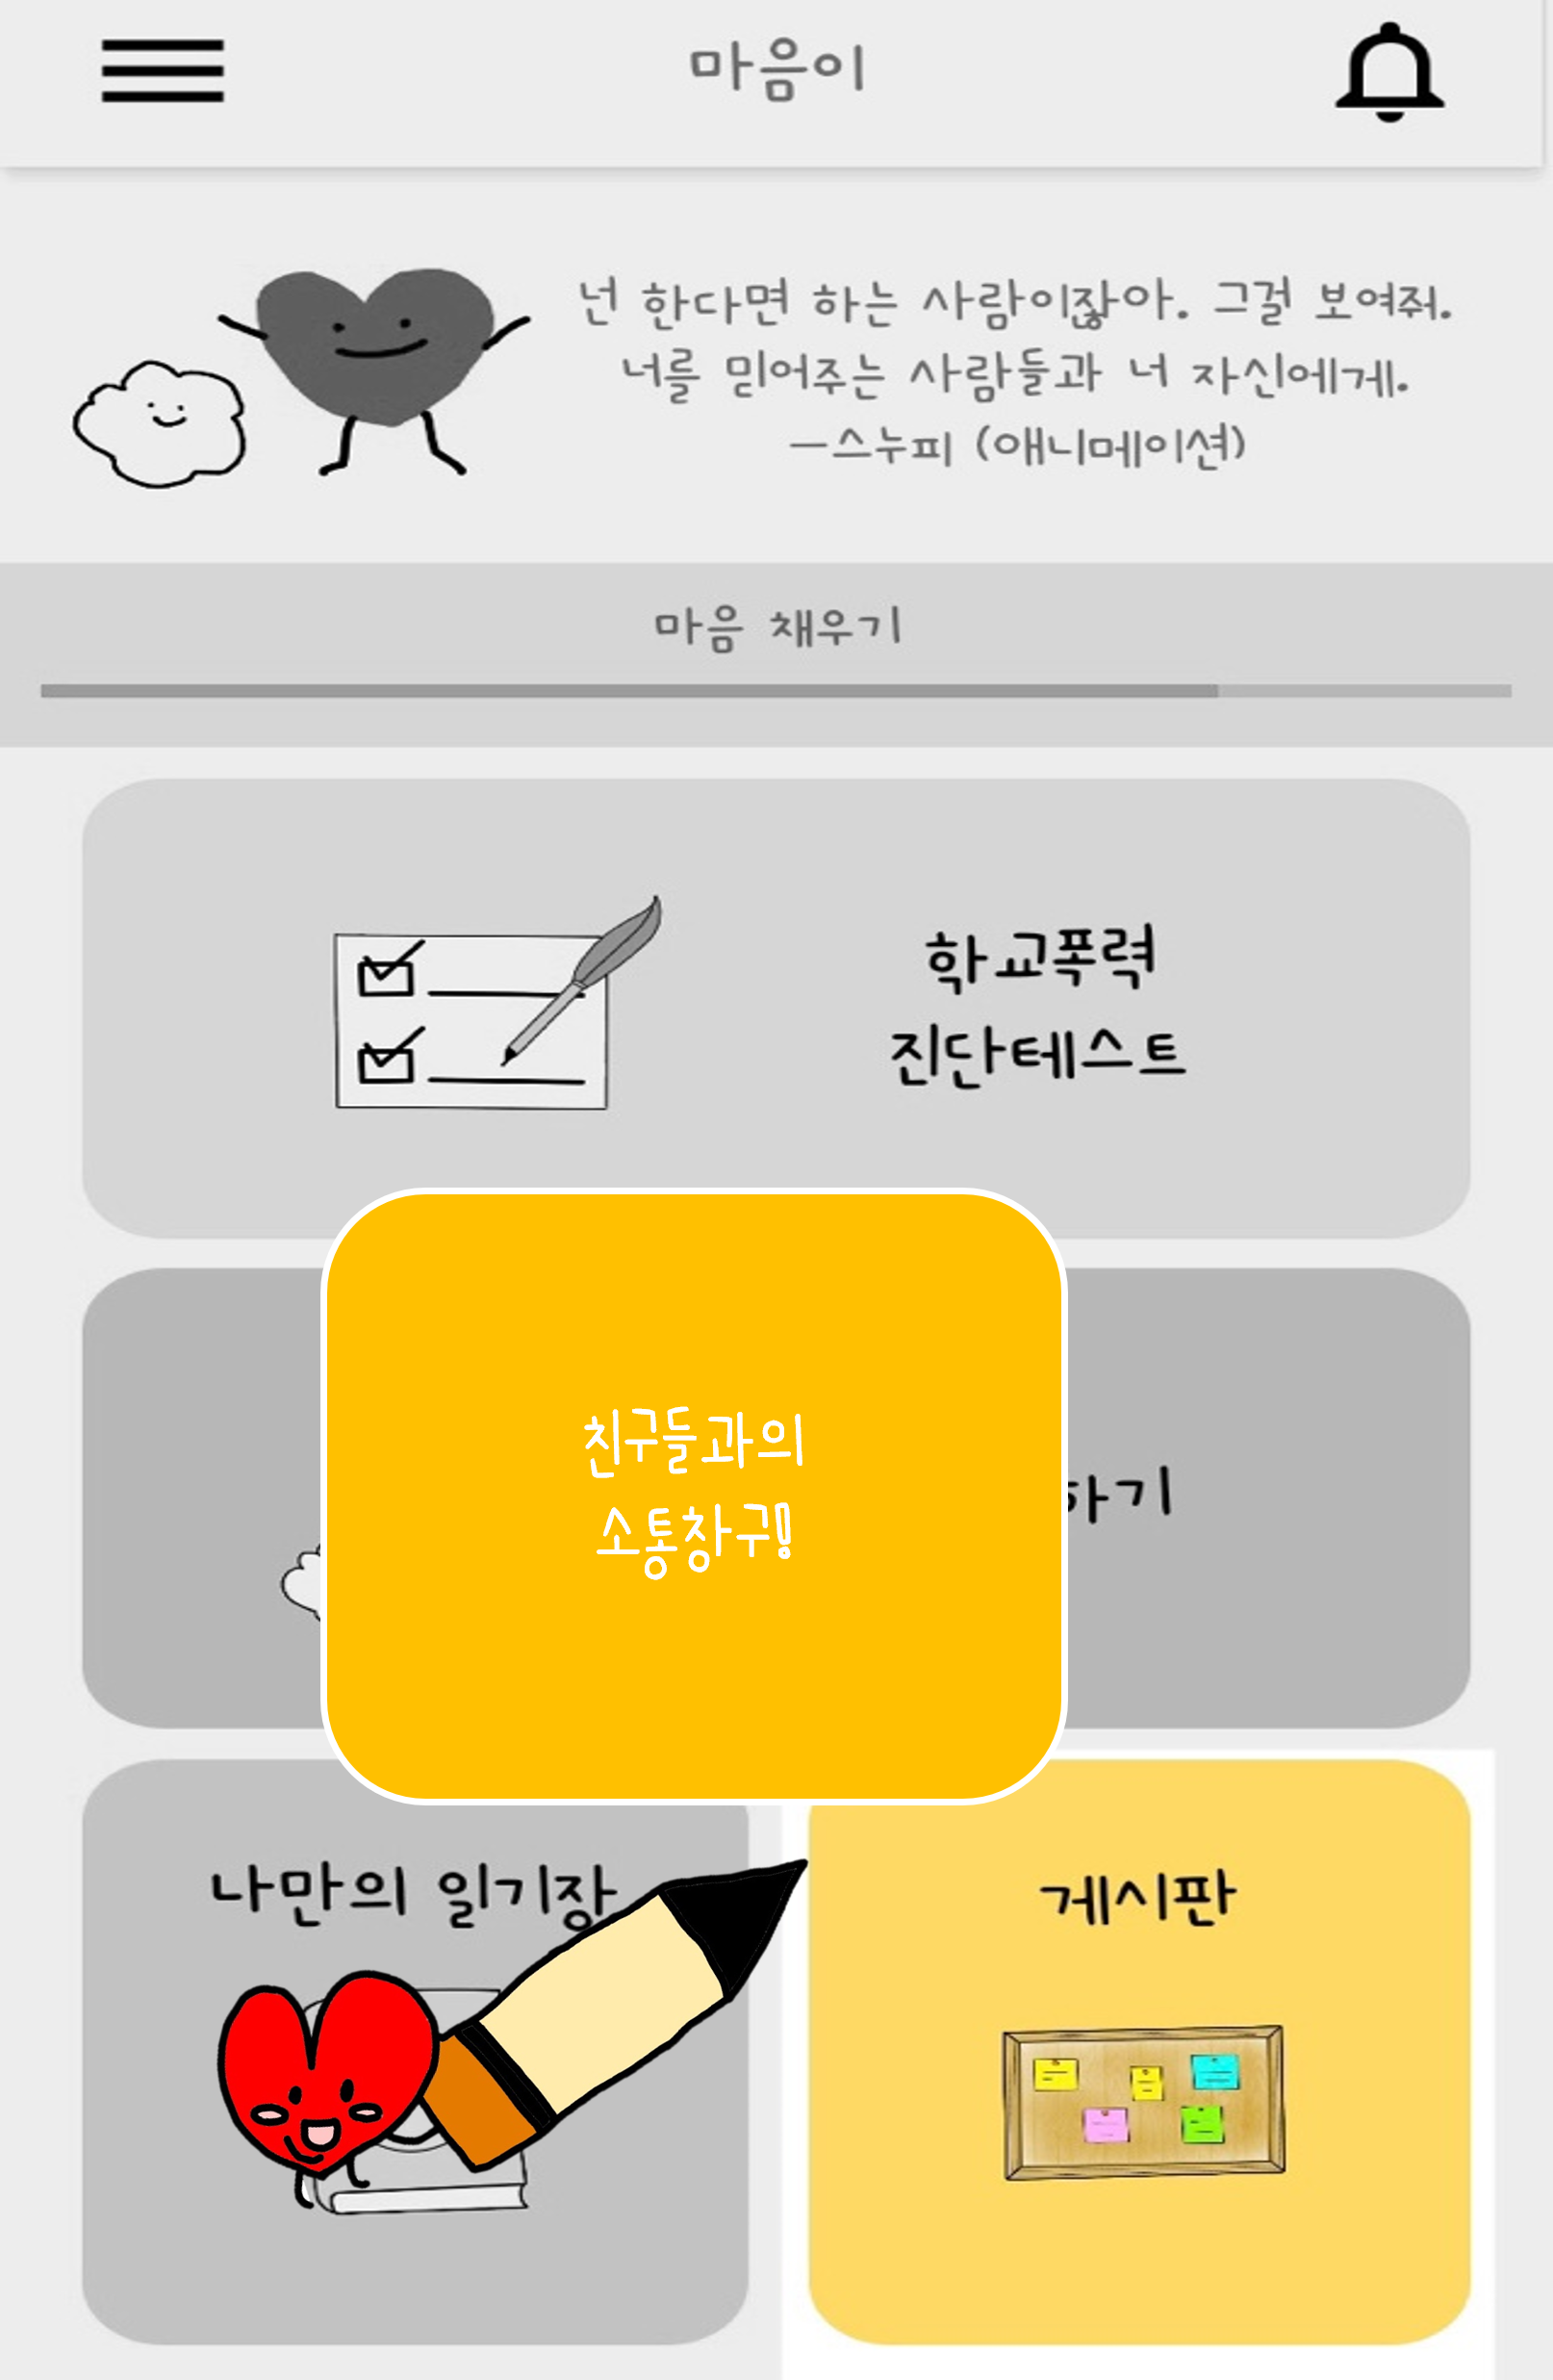 마음이
넌 한다면 하는 사람이잖아. 그걸 보여줘.
너를 믿어주는 사람들과 너 자신에게.
—스누피 (애니메이션)
마음 채우기
학교폭력
진단테스트
친구들과의
소통창구!
하기
나만의 일기장
게시판